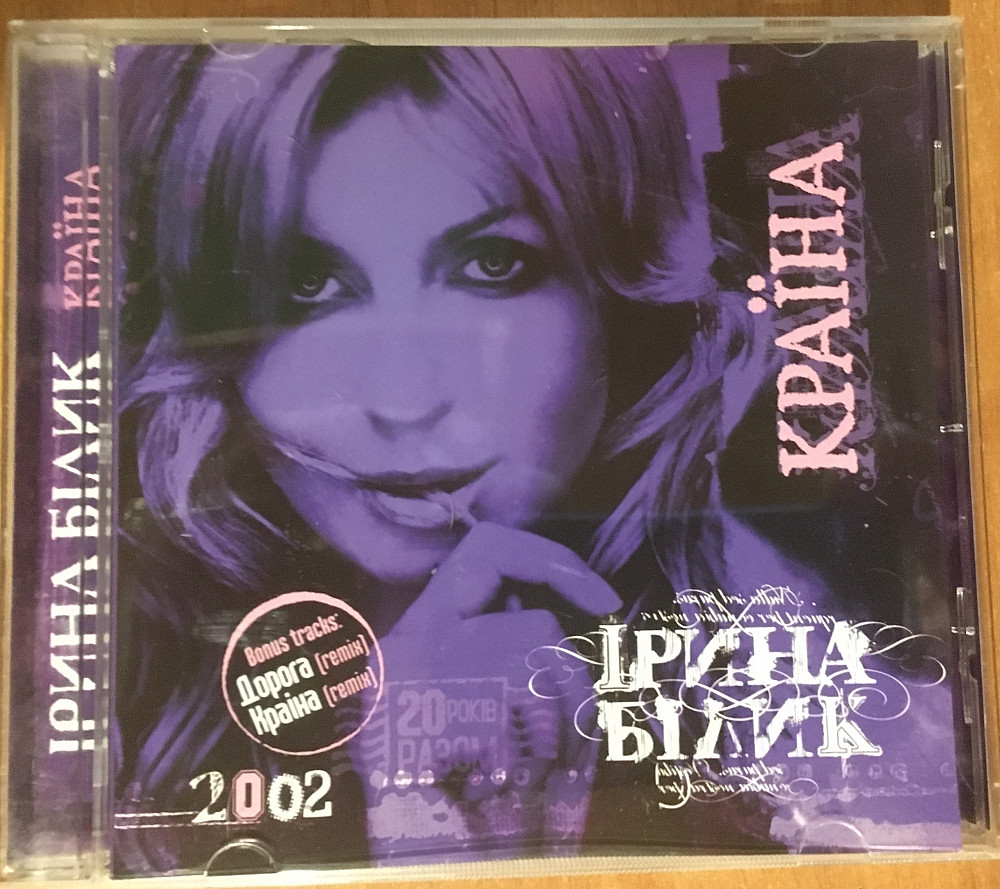 КРАЇНА
ІРИНА БІЛИК
КРАЇНА
Bonus tracks:
Дорога (remix)
Країна (remix)
20 РОКІВ
РАЗОМ
2002
ІРИНА
БІЛИК